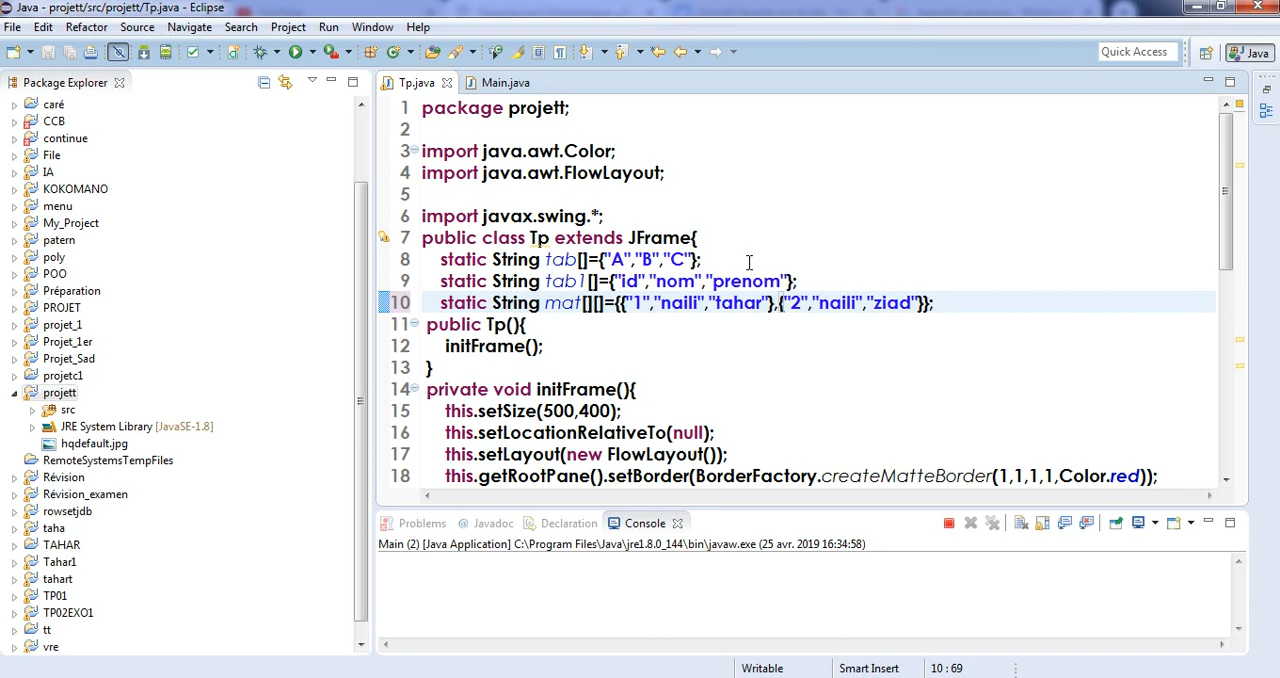 Java - projett/src/projett/Tp.java - Eclipse
File Edit Refactor Source Navigate Search Project Run Window Help
Quick Access
Java
Package Explorer
caré
CCB
continue
File
IA
KOKOMANO
menu
My_Project
patern
poly
POO
Préparation
PROJET
projet_1
Projet_1er
Projet_Sad
projetc1
projett
src
JRE System Library [JavaSE-1.8]
hqdefault.jpg
RemoteSystemsTempFiles
Révision
Révision_examen
rowsetjdb
taha
TAHAR
Tahar1
tahart
TP01
TP02EXO1
tt
vre
Tp.java Main.java
1 package projett;
2
3 import java.awt.Color;
4 import java.awt.FlowLayout;
5
6 import javax.swing.*;
7 public class Tp extends JFrame{
8 static String tab[]={"A","B","C"};
9 static String tab1[]={"id","nom","prenom"};
10 static String mat[][]={{"1","naili","tahar"},{"2","naili","ziad"}};
11 public Tp(){
12 initFrame();
13 }
14 private void initFrame(){
15 this.setSize(500,400);
16 this.setLocationRelativeTo(null);
17 this.setLayout(new FlowLayout());
18 this.getRootPane().setBorder(BorderFactory.createMatteBorder(1,1,1,1,Color.red));
Problems @ Javadoc Declaration Console
Main (2) [Java Application] C:\Program Files\Java\jre1.8.0_144\bin\javaw.exe (25 avr. 2019 16:34:58)
Writable Smart Insert 10 : 69